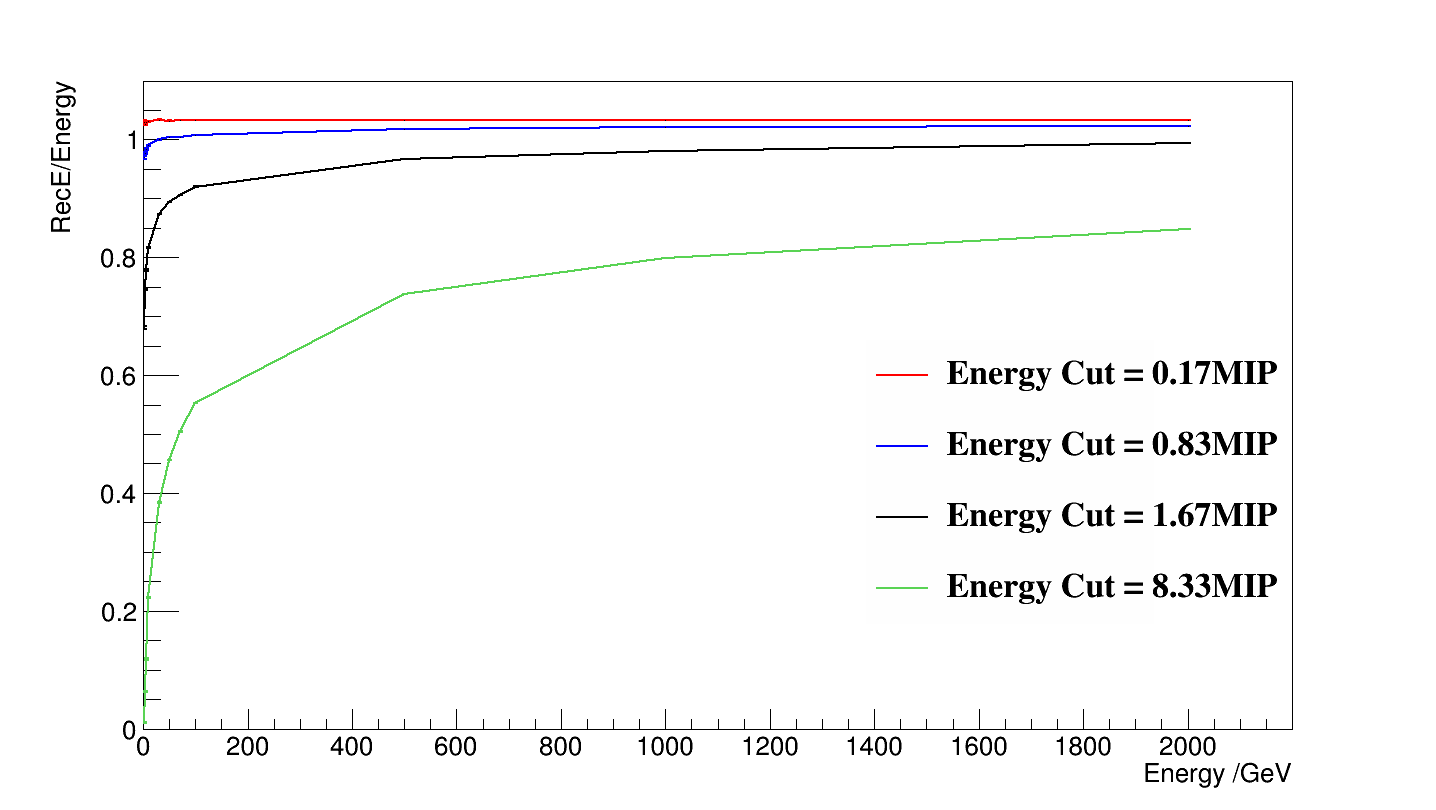 RecE/Energy
1
0.8
0.6
0.4
0.2
0
Energy Cut = 0.17MIP
Energy Cut = 0.83MIP
Energy Cut = 1.67MIP
Energy Cut = 8.33MIP
0 200 400 600 800 1000 1200 1400 1600 1800 2000
Energy /GeV